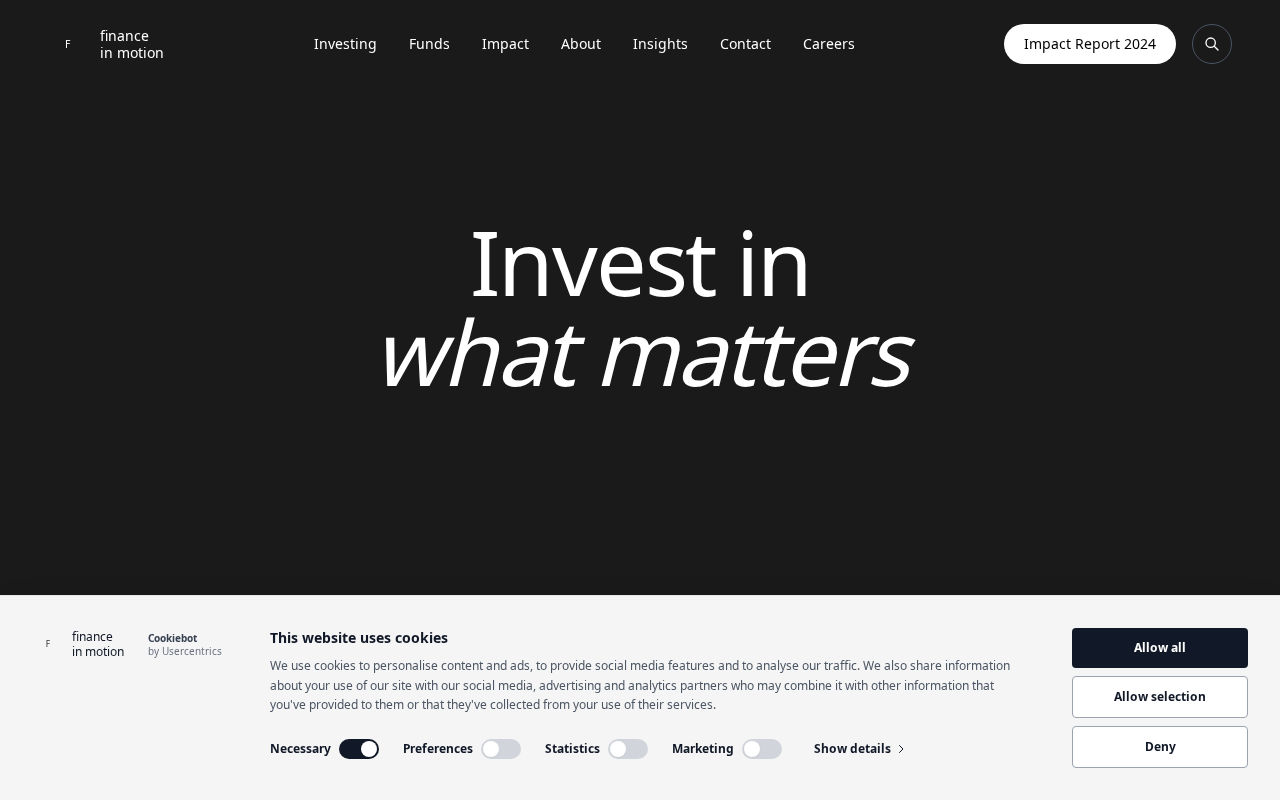 F
finance
in motion
Investing
Funds
Impact
About
Insights
Contact
Careers
Impact Report 2024
Invest in
what matters
F
finance
in motion
Cookiebot
by Usercentrics
This website uses cookies
We use cookies to personalise content and ads, to provide social media features and to analyse our traffic. We also share information
about your use of our site with our social media, advertising and analytics partners who may combine it with other information that
you've provided to them or that they've collected from your use of their services.
Necessary
Preferences
Statistics
Marketing
Show details
Allow all
Allow selection
Deny